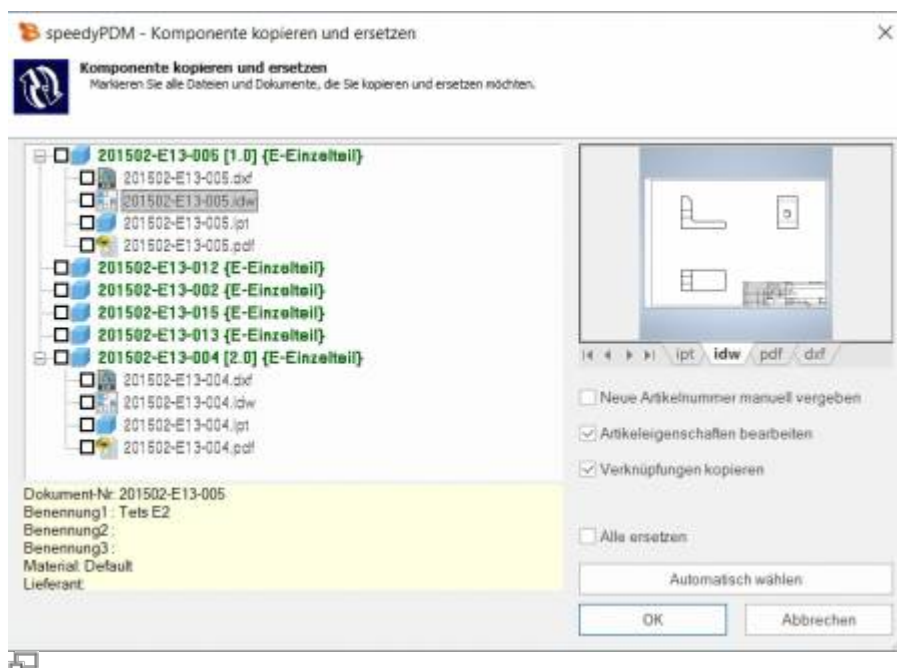 speedyPDM - Komponente kopieren und ersetzen
Komponente kopieren und ersetzen
Markieren Sie alle Dateien und Dokumente, die Sie kopieren und ersetzen möchten.
201502-E13-005 [1.0] {E-Einzelteil}
201502-E13-005.dxf
201502-E13-005.idw
201502-E13-005.ipt
201502-E13-005.pdf
201502-E13-012 {E-Einzelteil}
201502-E13-002 {E-Einzelteil}
201502-E13-015 {E-Einzelteil}
201502-E13-013 {E-Einzelteil}
201502-E13-004 [2.0] {E-Einzelteil}
201502-E13-004.dxf
201502-E13-004.idw
201502-E13-004.ipt
201502-E13-004.pdf
ipt idw pdf dxf
Neue Artikelnummer manuell vergeben
Artikeleigenschaften bearbeiten
Verknüpfungen kopieren
Alle ersetzen
Automatisch wählen
OK Abbrechen
Dokument-Nr: 201502-E13-005
Benennung1 : Tets E2
Benennung2 :
Benennung3 :
Material: Default
Lieferant: